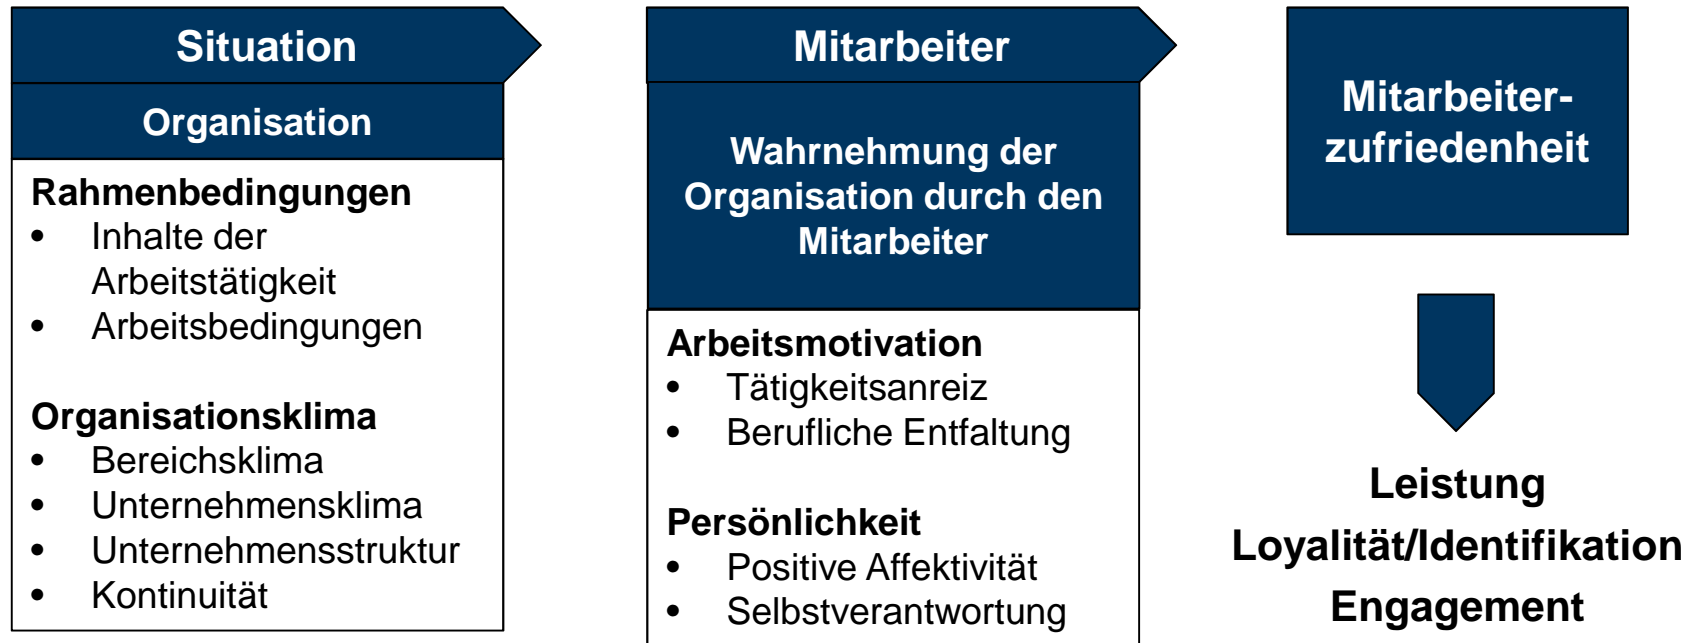 Situation
Organisation
Rahmenbedingungen
• Inhalte der
Arbeitstätigkeit
• Arbeitsbedingungen
Organisationsklima
• Bereichsklima
• Unternehmensklima
• Unternehmensstruktur
• Kontinuität
Mitarbeiter
Wahrnehmung der
Organisation durch den
Mitarbeiter
Arbeitsmotivation
• Tätigkeitsanreiz
• Berufliche Entfaltung
Persönlichkeit
• Positive Affektivität
• Selbstverantwortung
Mitarbeiter-
zufriedenheit
Leistung
Loyalität/Identifikation
Engagement